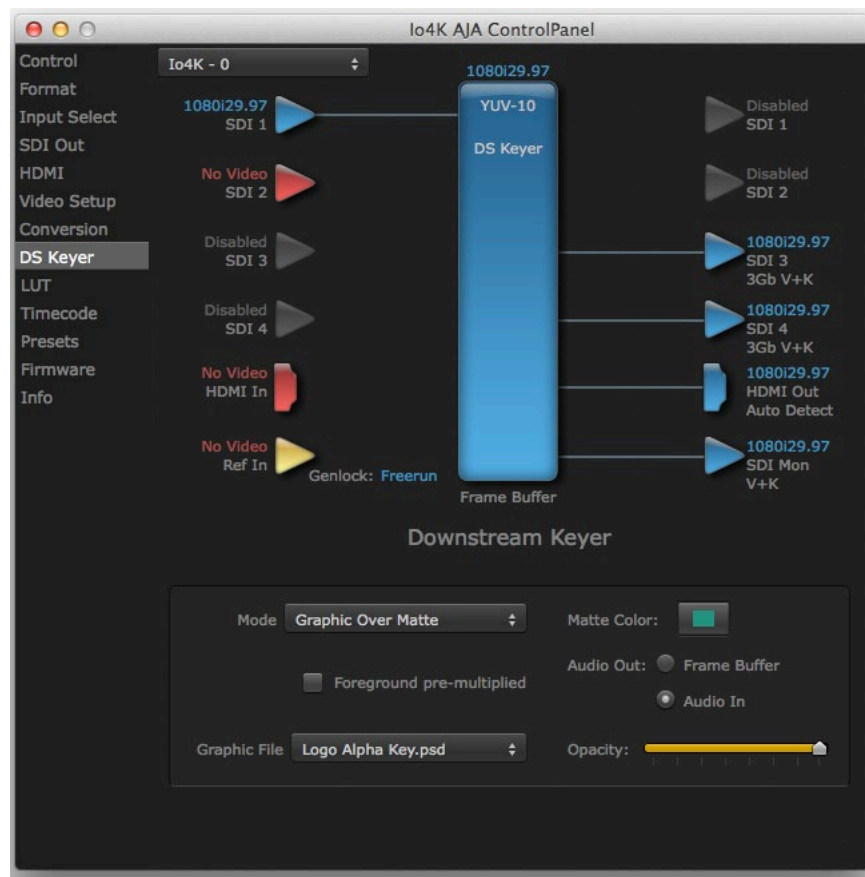 Io4K AJA ControlPanel
Control
Format
Input Select
SDI Out
HDMI
Video Setup
Conversion
DS Keyer
LUT
Timecode
Presets
Firmware
Info
Io4K - 0
1080i29.97
SDI 1
No Video
SDI 2
Disabled
SDI 3
Disabled
SDI 4
No Video
HDMI In
No Video
Ref In
Genlock: Freerun
1080i29.97
YUV-10
DS Keyer
Frame Buffer
Disabled
SDI 1
Disabled
SDI 2
1080i29.97
SDI 3
3Gb V+K
1080i29.97
SDI 4
3Gb V+K
1080i29.97
HDMI Out
Auto Detect
1080i29.97
SDI Mon
V+K
Downstream Keyer
Mode Graphic Over Matte
Foreground pre-multiplied
Graphic File Logo Alpha Key.psd
Matte Color:
Audio Out: Frame Buffer
Audio In
Opacity: